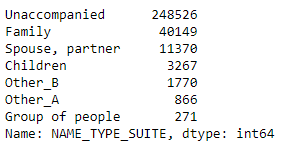 Unaccompanied      248526
Family              40149
Spouse, partner     11370
Children             3267
Other_B              1770
Other_A               866
Group of people       271
Name: NAME_TYPE_SUITE, dtype: int64